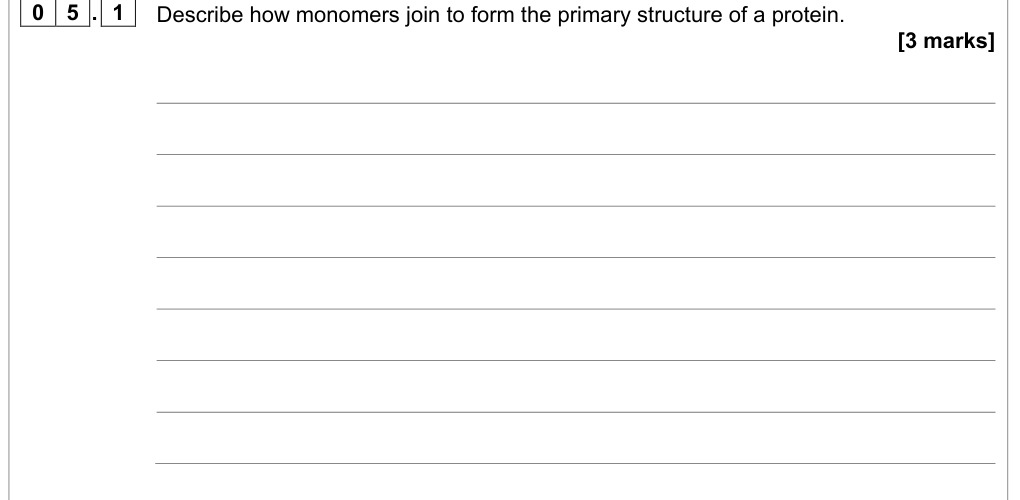 0 5 . 1 Describe how monomers join to form the primary structure of a protein.
[3 marks]